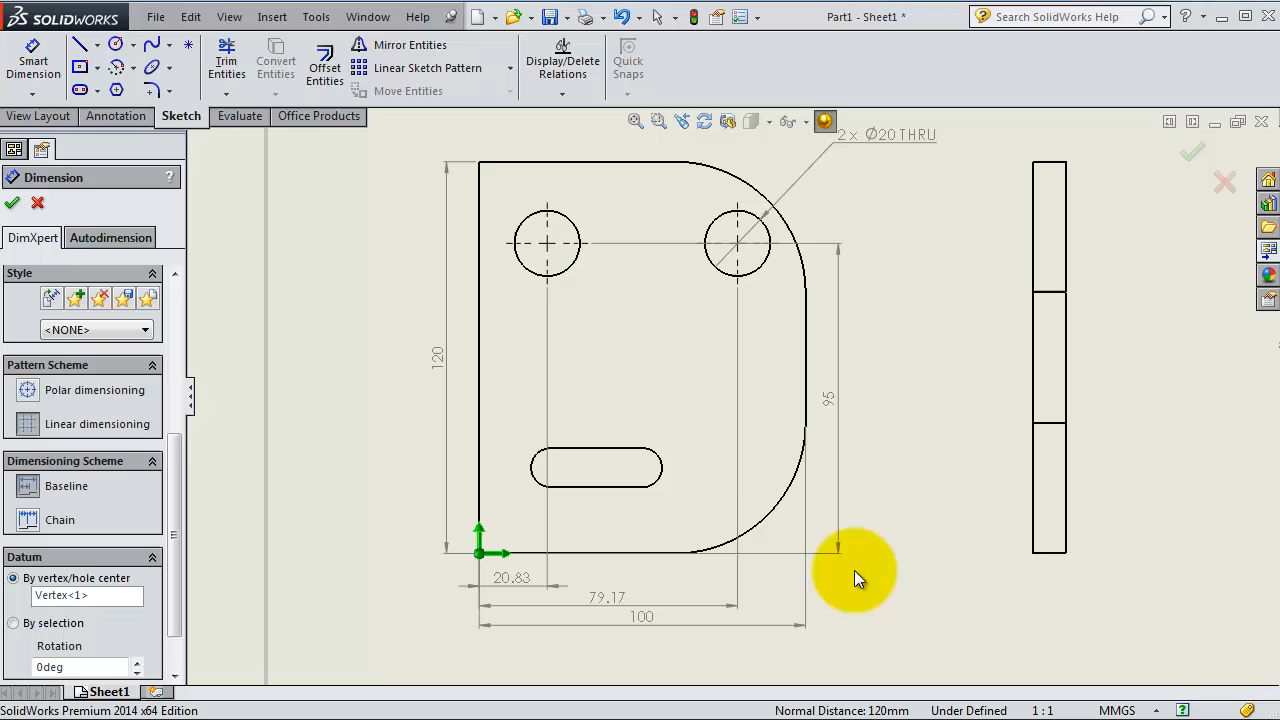 SOLIDWORKS File Edit View Insert Tools Window Help Part1 - Sheet1 * Search SolidWorks Help ?
Smart Dimension
Trim Entities
Convert Entities
Offset Entities
Mirror Entities
Linear Sketch Pattern
Move Entities
Display/Delete Relations
Quick Snaps
View Layout Annotation Sketch Evaluate Office Products
2 x Ø20 THRU
Dimension ?
DimXpert Autodimension
Style
<NONE>
Pattern Scheme
Polar dimensioning
Linear dimensioning
Dimensioning Scheme
Baseline
Chain
Datum
By vertex/hole center
Vertex<1>
By selection
Rotation
0deg
120
95
20.83
79.17
100
Sheet1
SolidWorks Premium 2014 x64 Edition Normal Distance: 120mm Under Defined 1 : 1 MMGS ?